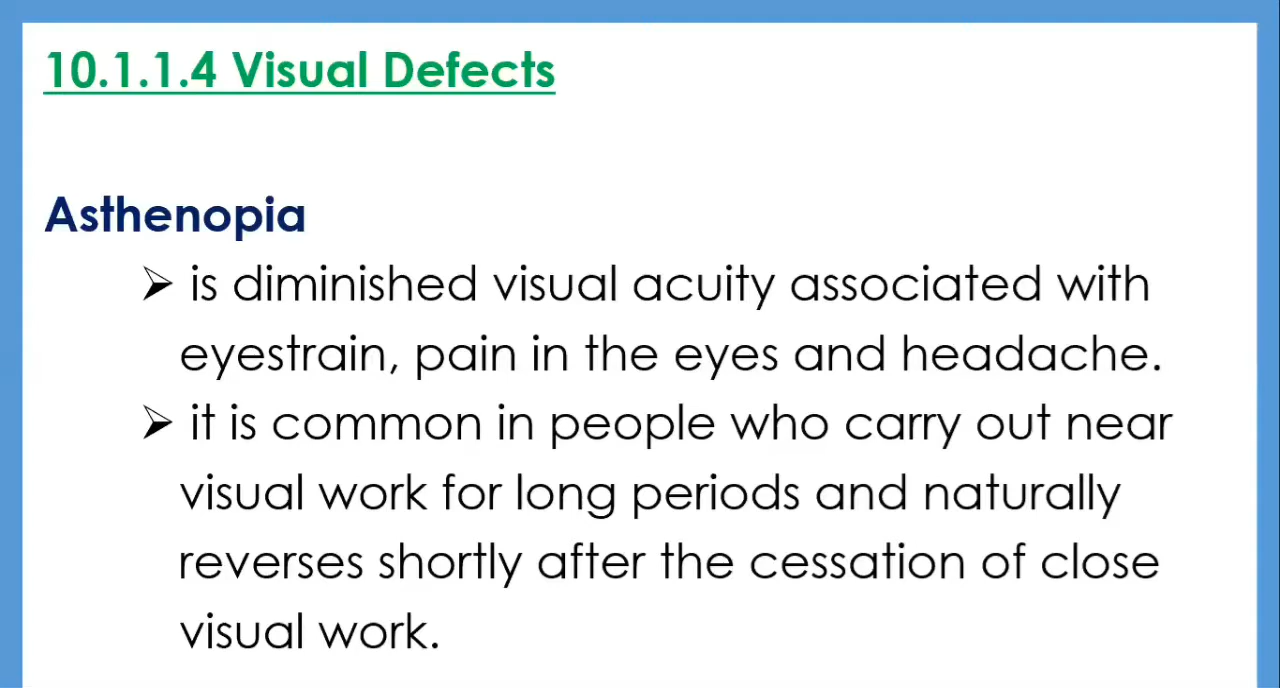 10.1.1.4 Visual Defects
Asthenopia
➢ is diminished visual acuity associated with
eyestrain, pain in the eyes and headache.
➢ it is common in people who carry out near
visual work for long periods and naturally
reverses shortly after the cessation of close
visual work.